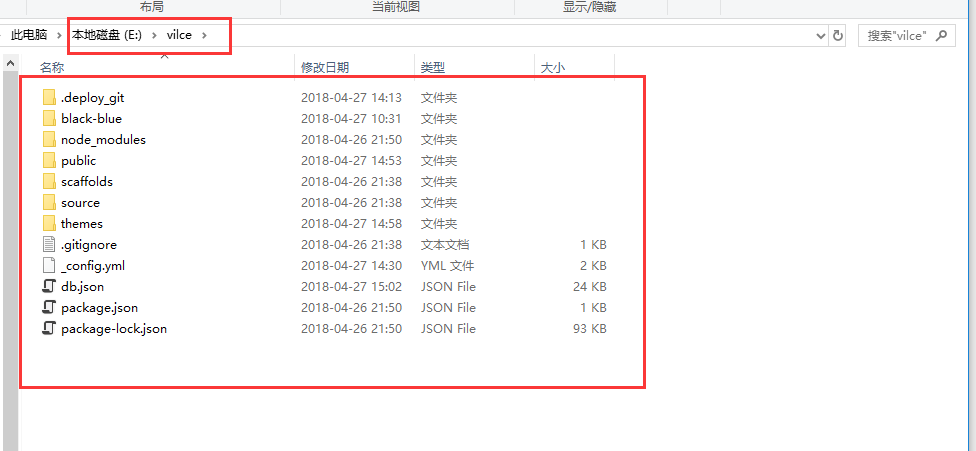 布局 当前视图 显示/隐藏
此电脑 > 本地磁盘 (E:) > vilce > 搜索"vilce"
名称 修改日期 类型 大小
.deploy_git 2018-04-27 14:13 文件夹
black-blue 2018-04-27 10:31 文件夹
node_modules 2018-04-26 21:50 文件夹
public 2018-04-27 14:53 文件夹
scaffolds 2018-04-26 21:38 文件夹
source 2018-04-26 21:38 文件夹
themes 2018-04-27 14:58 文件夹
.gitignore 2018-04-26 21:38 文本文档 1 KB
_config.yml 2018-04-27 14:30 YML 文件 2 KB
db.json 2018-04-27 15:02 JSON File 24 KB
package.json 2018-04-26 21:50 JSON File 1 KB
package-lock.json 2018-04-26 21:50 JSON File 93 KB